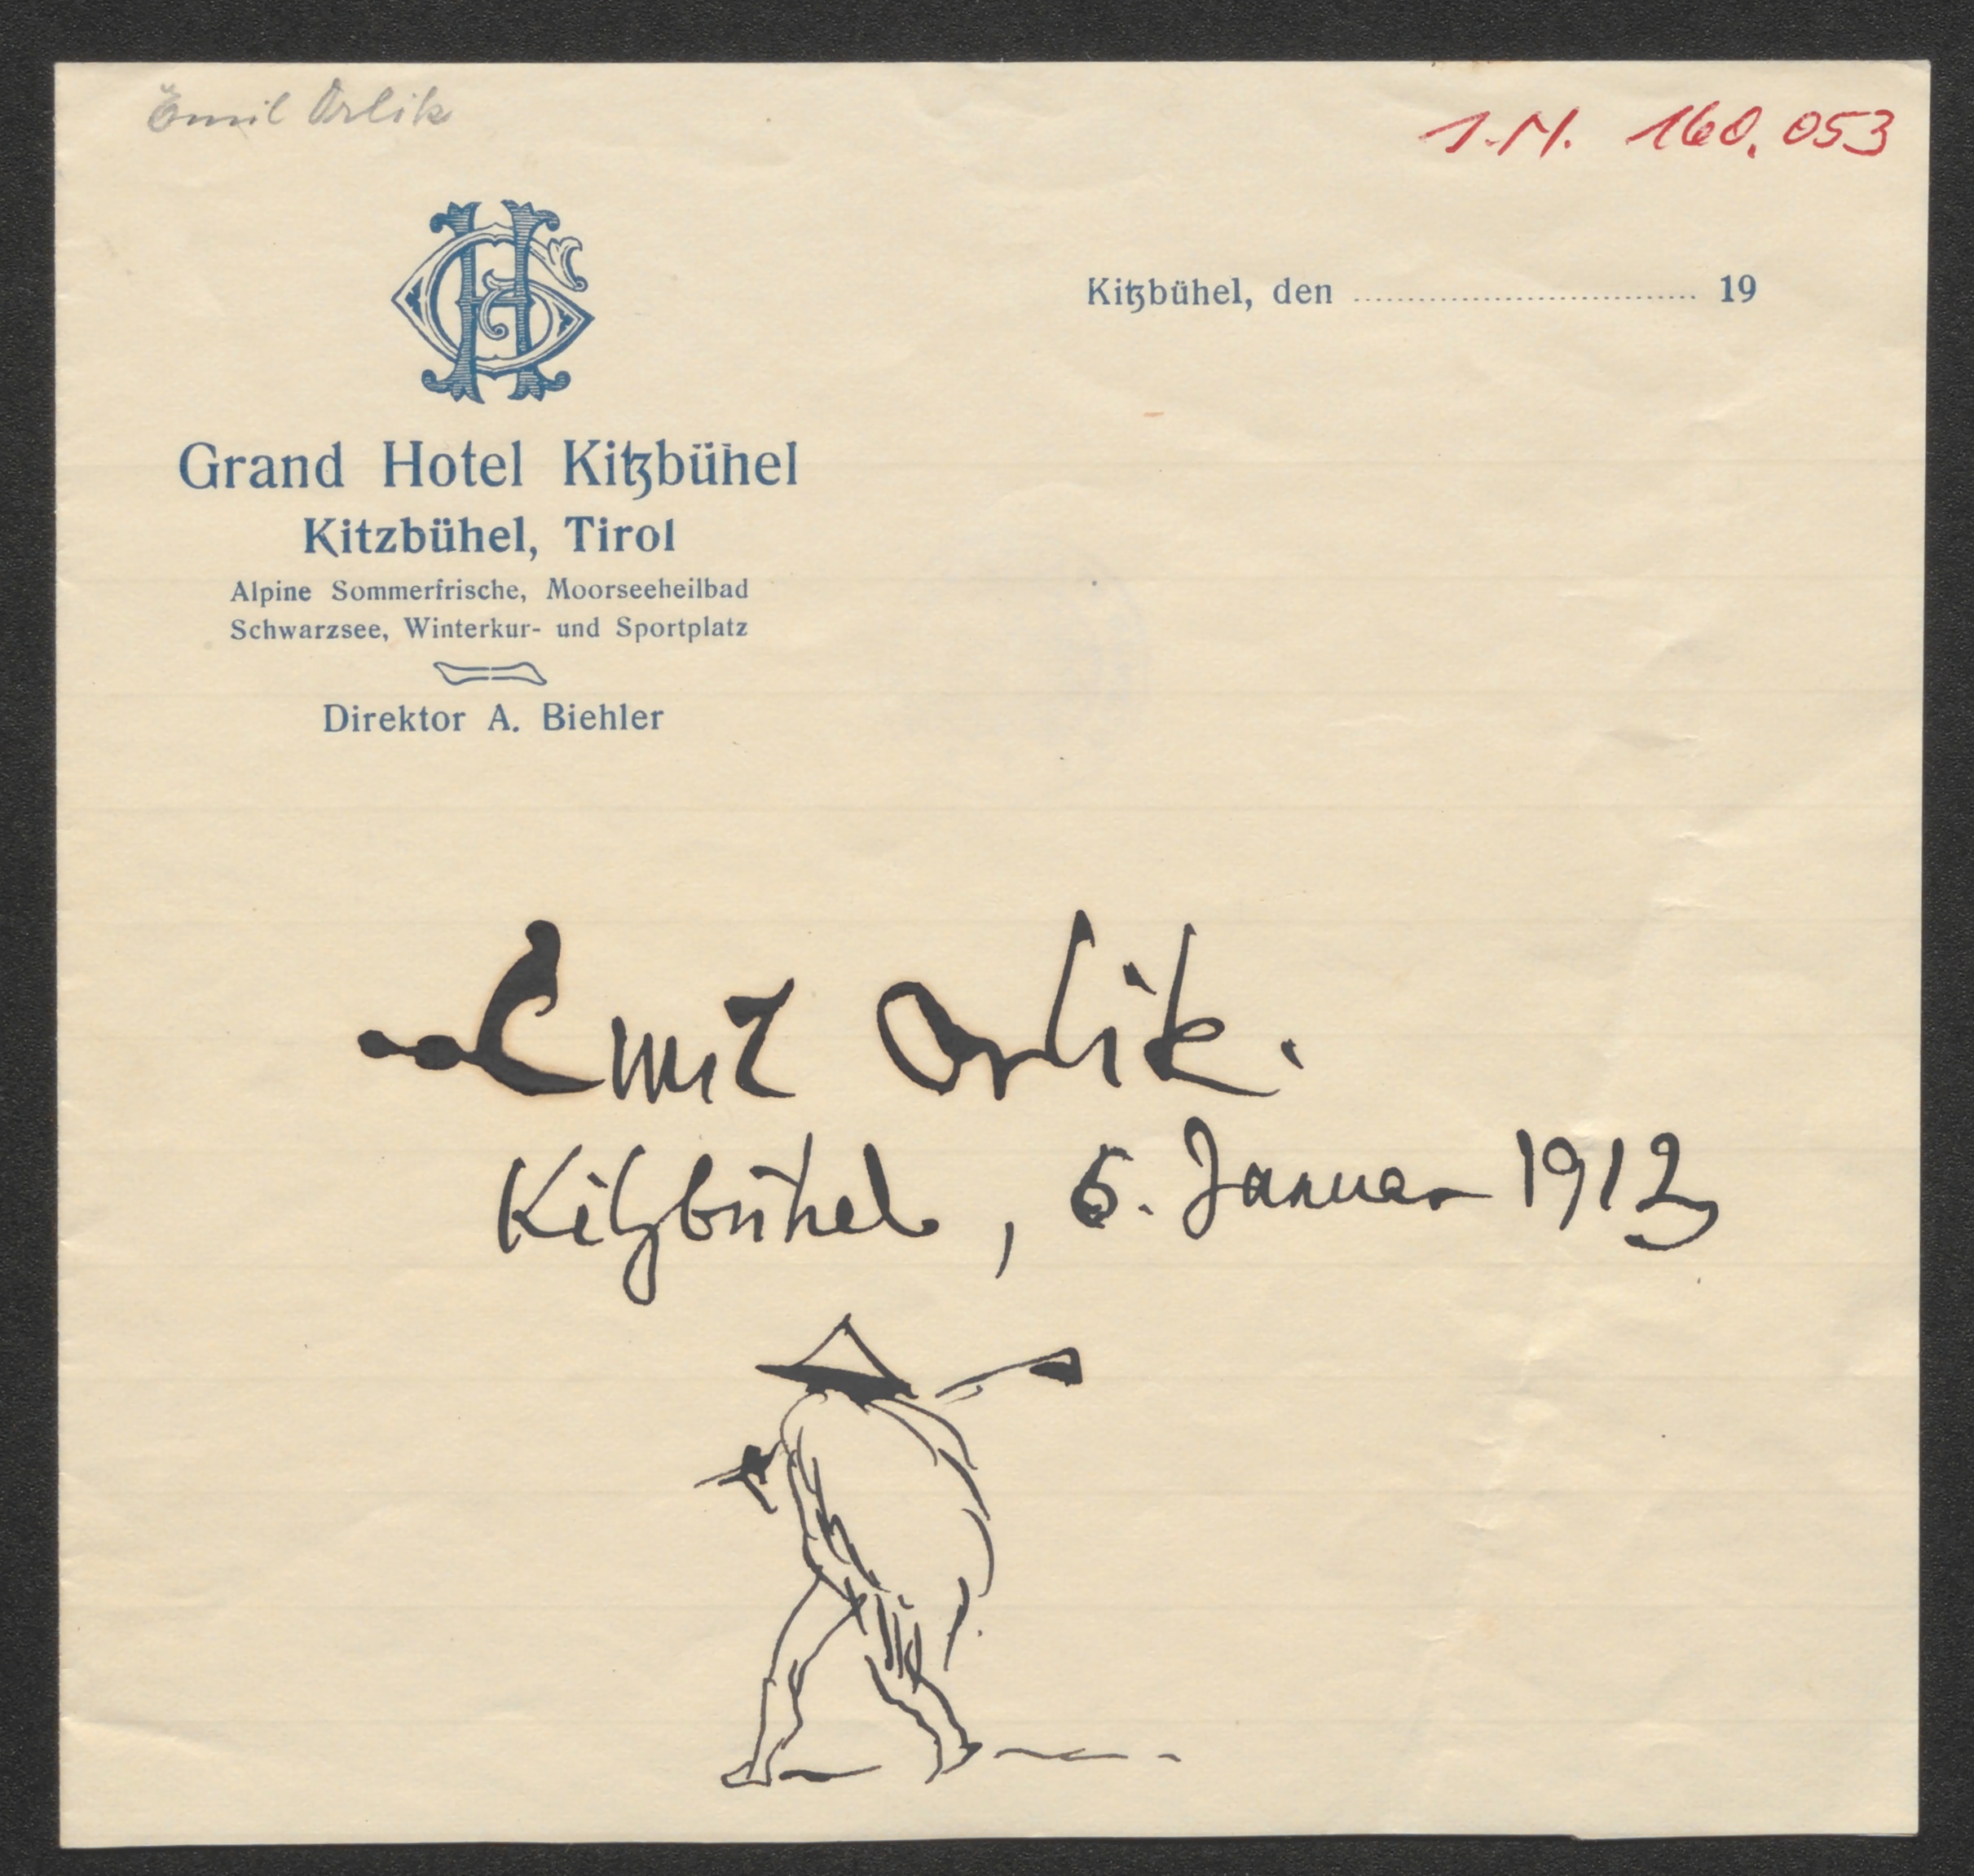 Emil Orlik
I.N. 160.053
Kitzbühel, den ................................ 19
Grand Hotel Kitzbühel
Kitzbühel, Tirol
Alpine Sommerfrische, Moorseeheilbad
Schwarzsee, Winterkur- und Sportplatz
Direktor A. Biehler
Emil Orlik.
Kitzbühel, 6. Januar 1913